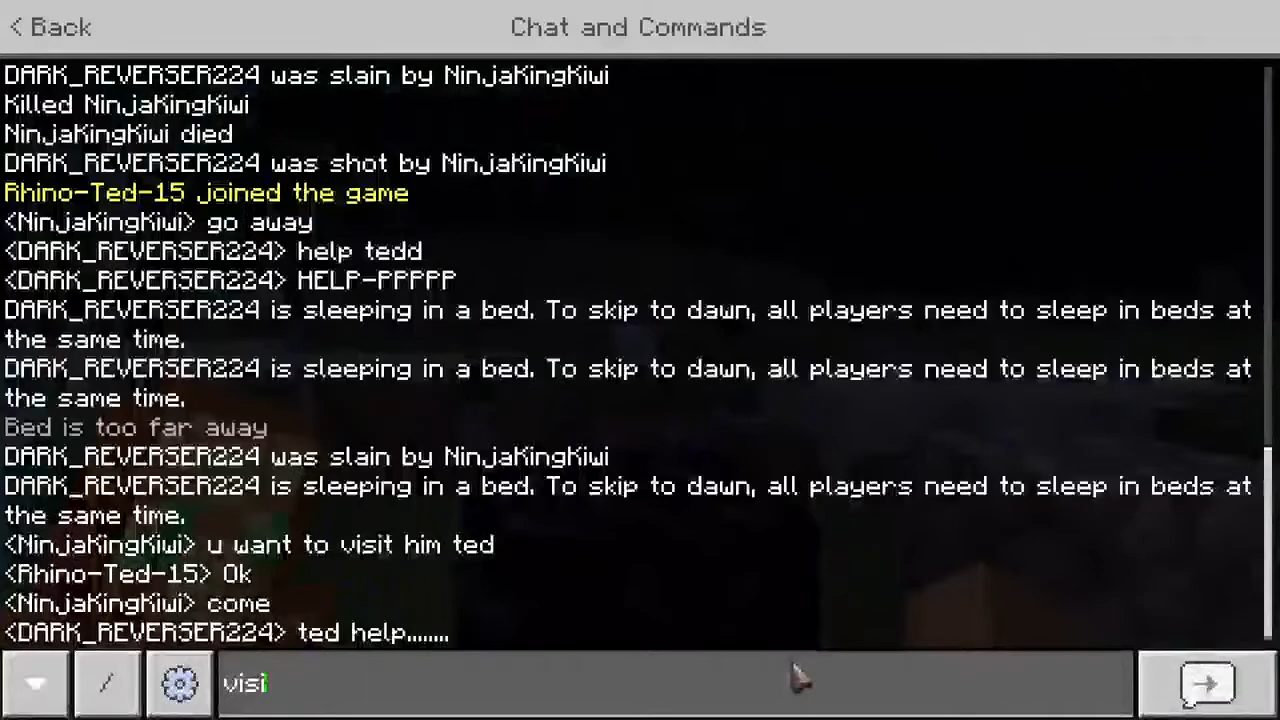 < Back
Chat and Commands
DARK_REVERSER224 was slain by NinjaKingKiwi
Killed NinjaKingKiwi
NinjaKingKiwi died
DARK_REVERSER224 was shot by NinjaKingKiwi
Rhino-Ted-15 joined the game
<NinjaKingKiwi> go away
<DARK_REVERSER224> help tedd
<DARK_REVERSER224> HELP-PPPPP
DARK_REVERSER224 is sleeping in a bed. To skip to dawn, all players need to sleep in beds at
the same time.
DARK_REVERSER224 is sleeping in a bed. To skip to dawn, all players need to sleep in beds at
the same time.
Bed is too far away
DARK_REVERSER224 was slain by NinjaKingKiwi
DARK_REVERSER224 is sleeping in a bed. To skip to dawn, all players need to sleep in beds at
the same time.
<NinjaKingKiwi> u want to visit him ted
<Rhino-Ted-15> Ok
<NinjaKingKiwi> come
<DARK_REVERSER224> ted help.......
/
visi